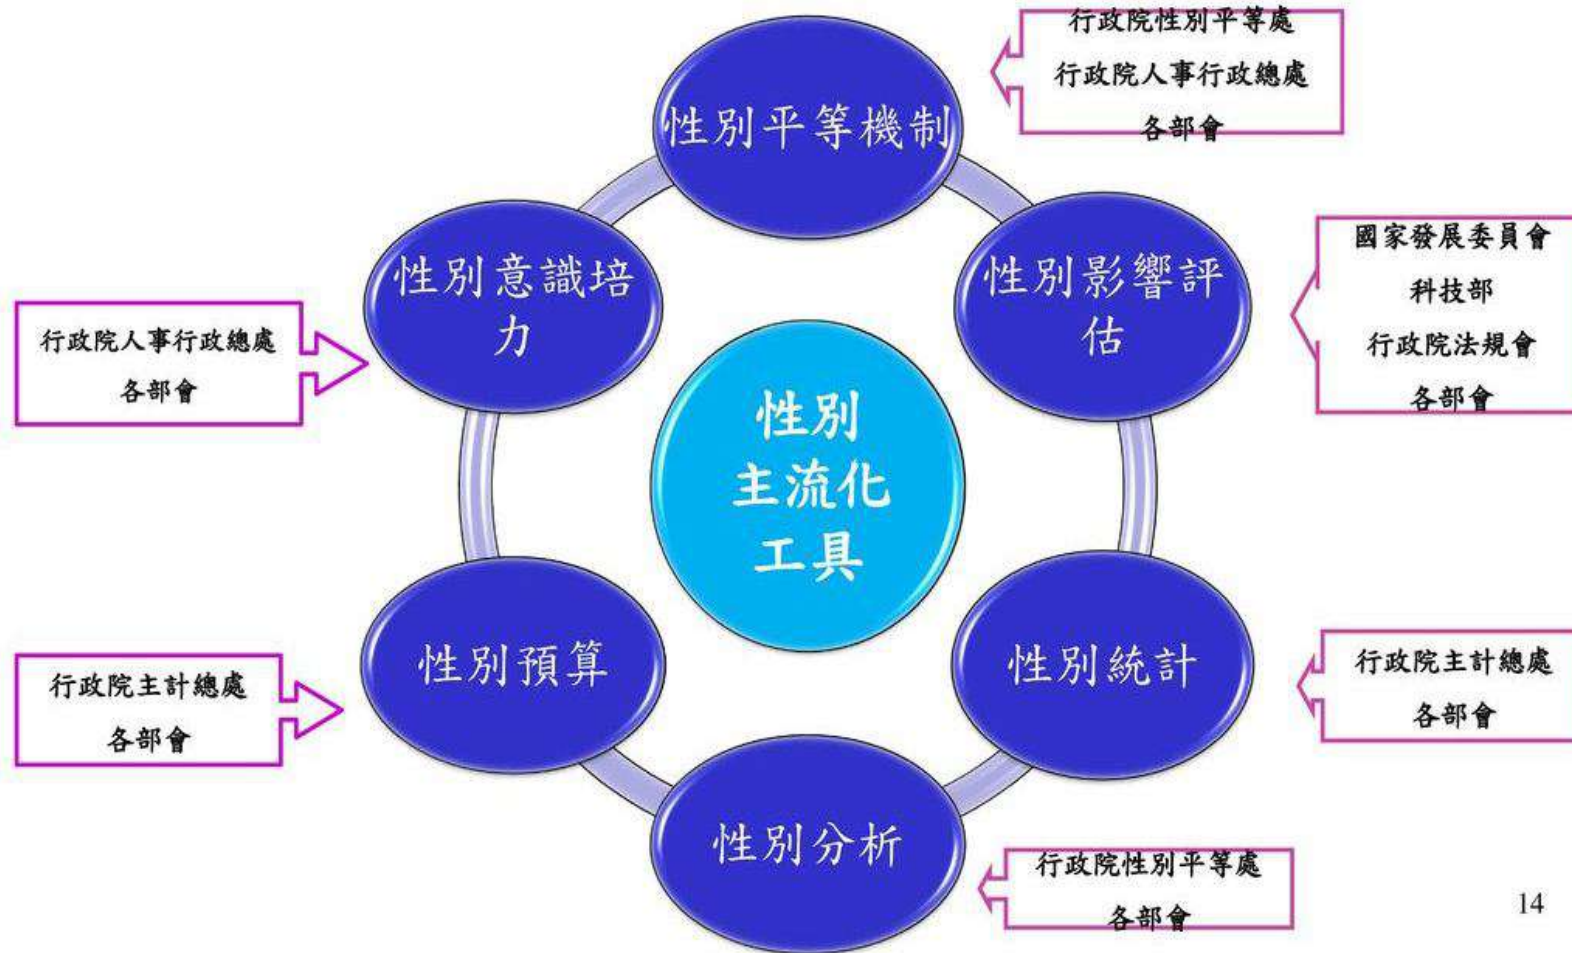 行政院性別平等處
行政院人事行政總處
各部會
性別平等機制
性別意識培
力
性別影響評
估
國家發展委員會
科技部
行政院法規會
各部會
行政院人事行政總處
各部會
性別
主流化
工具
性別預算
性別統計
行政院主計總處
各部會
行政院主計總處
各部會
性別分析
行政院性別平等處
各部會
14